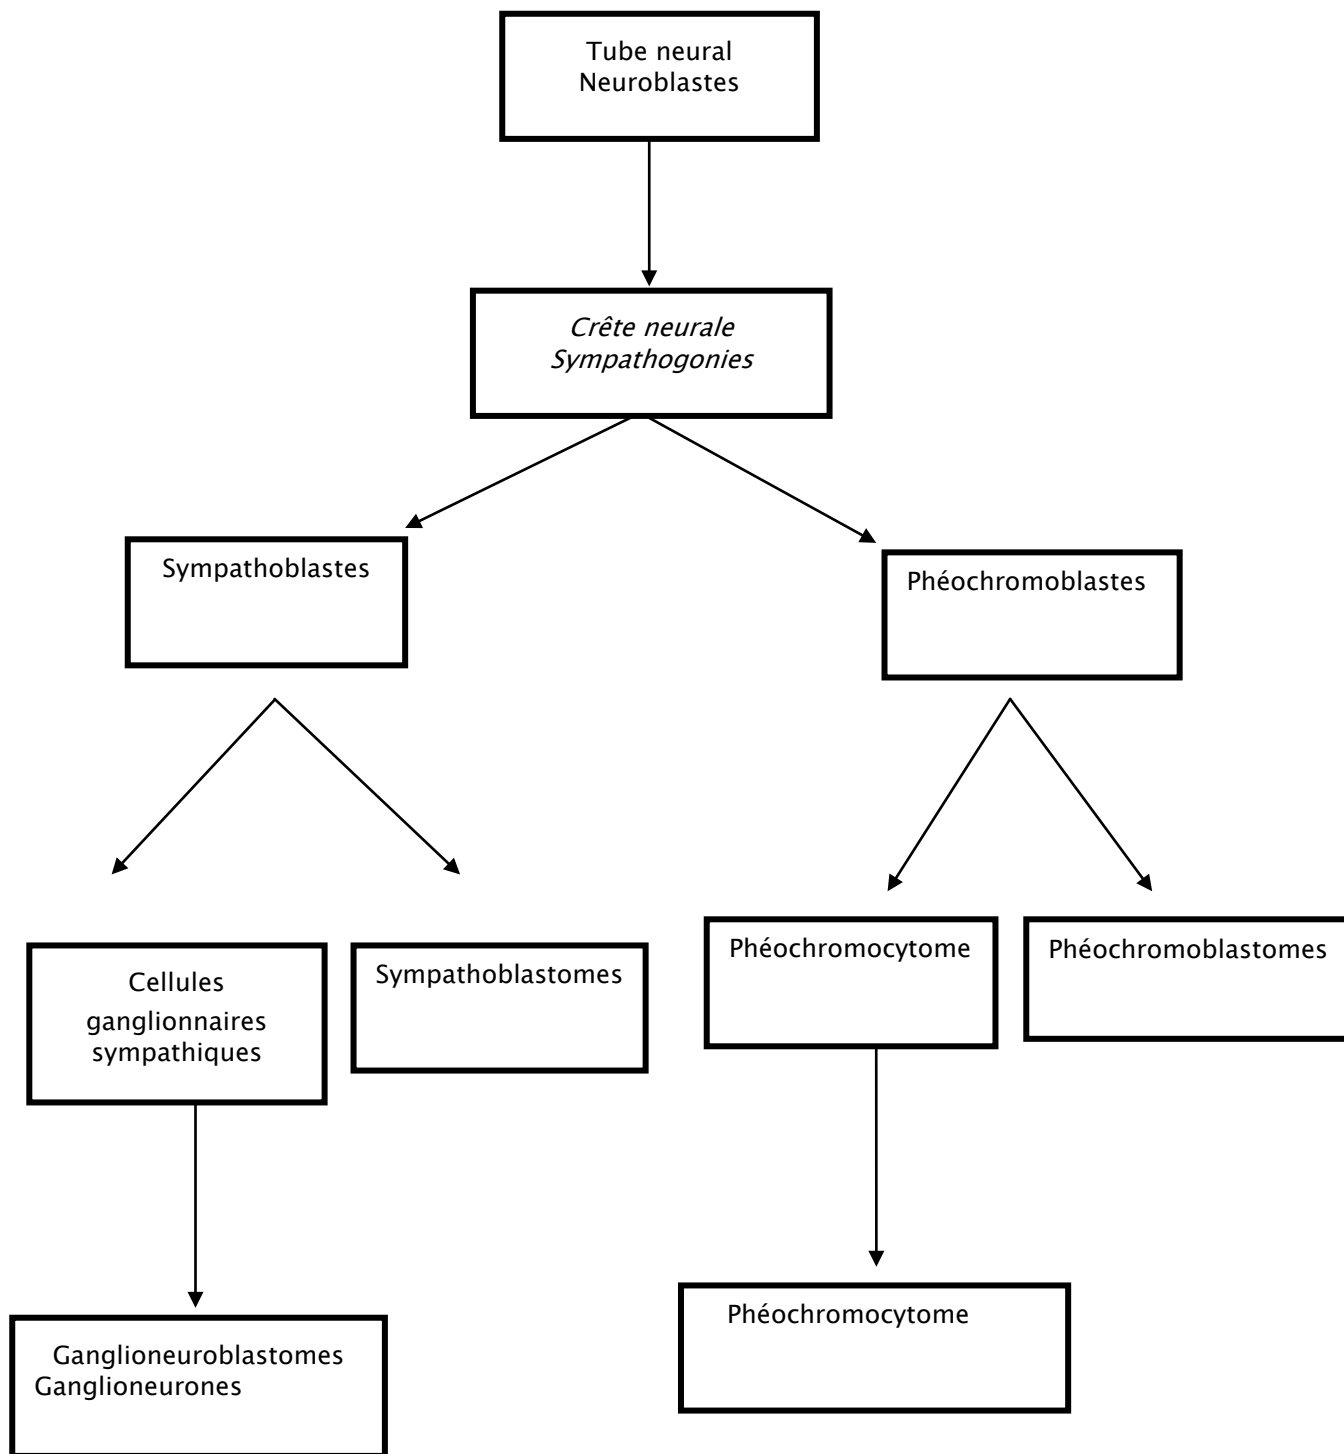 Tube neural
Neuroblastes
Crête neurale
Sympathogonies
Sympathoblastes
Phéochromoblastes
Cellules
ganglionnaires
sympathiques
Sympathoblastomes
Phéochromocytome
Phéochromoblastomes
Ganglioneuroblastomes
Ganglioneurones
Phéochromocytome